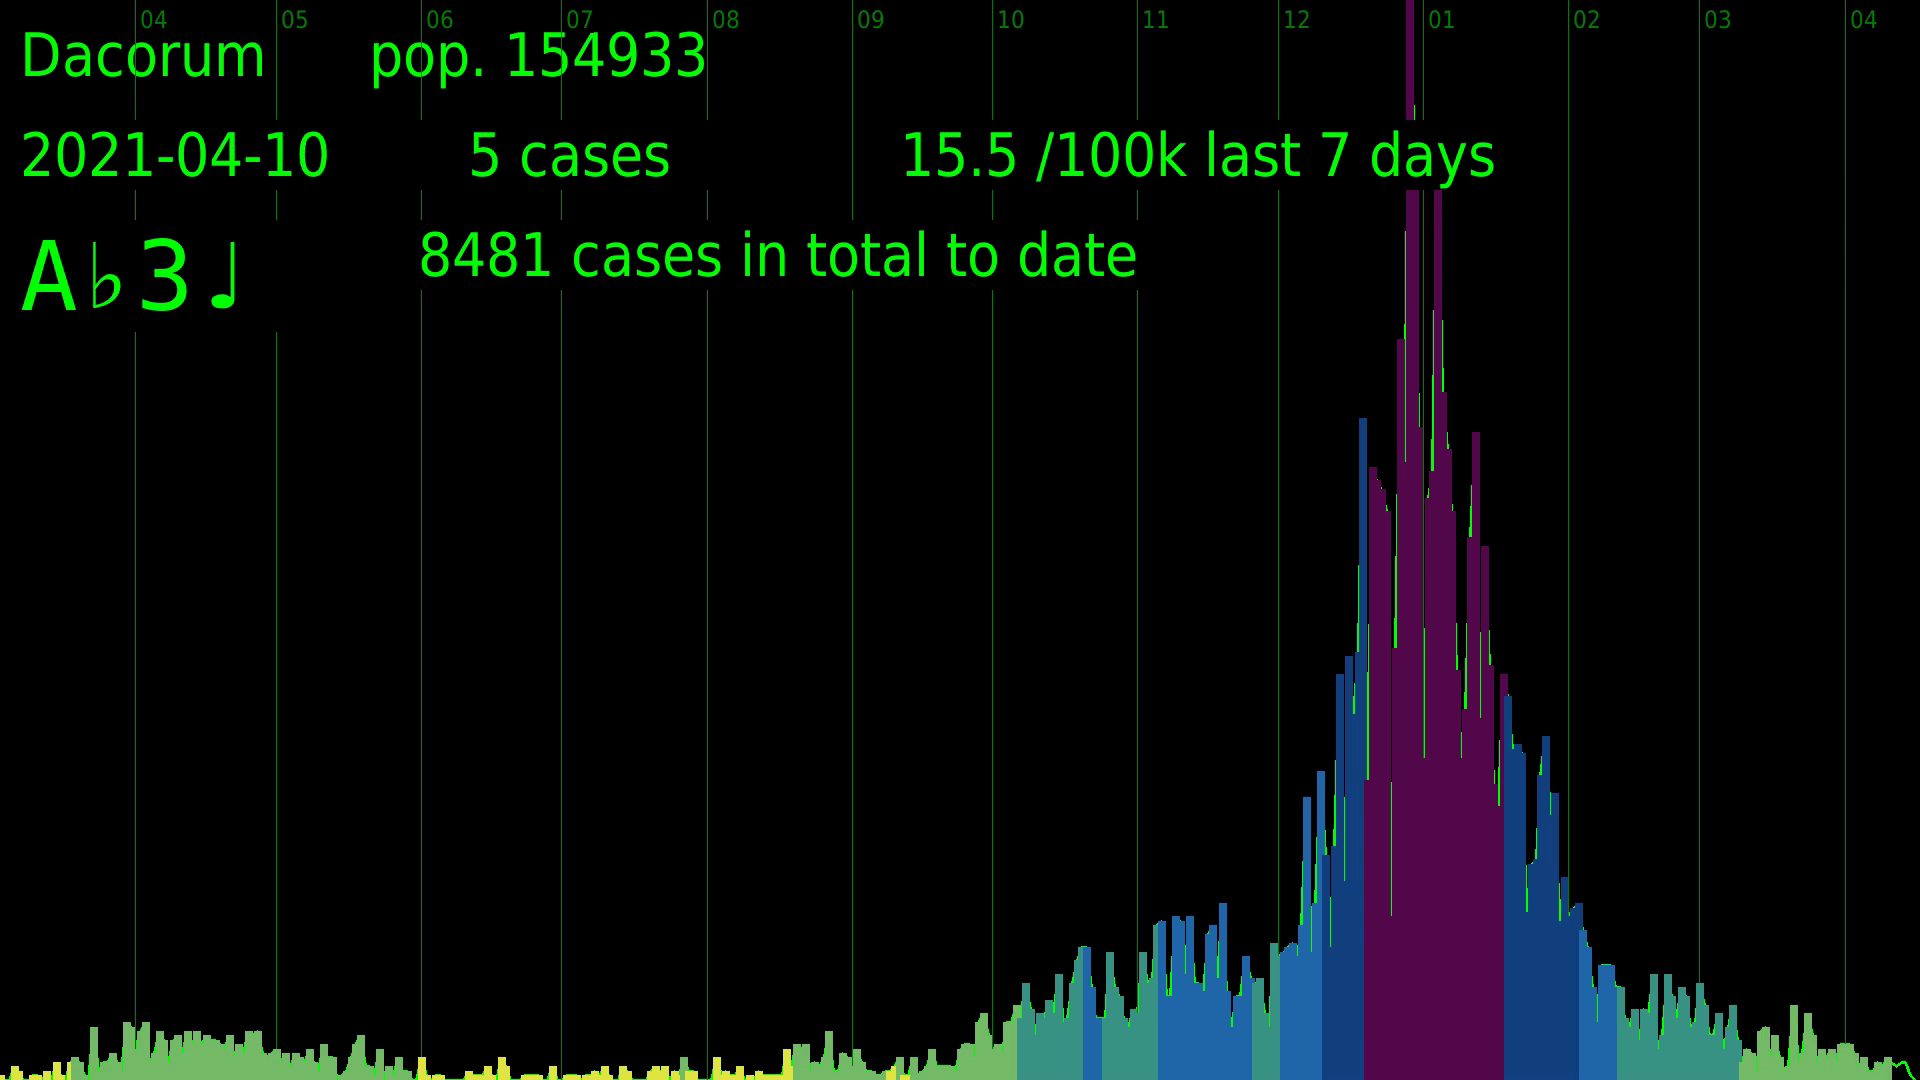 04 05 06 07 08 09 10 11 12 01 02 03 04
Dacorum pop. 154933
2021-04-10 5 cases 15.5 /100k last 7 days
A♭3♩ 8481 cases in total to date